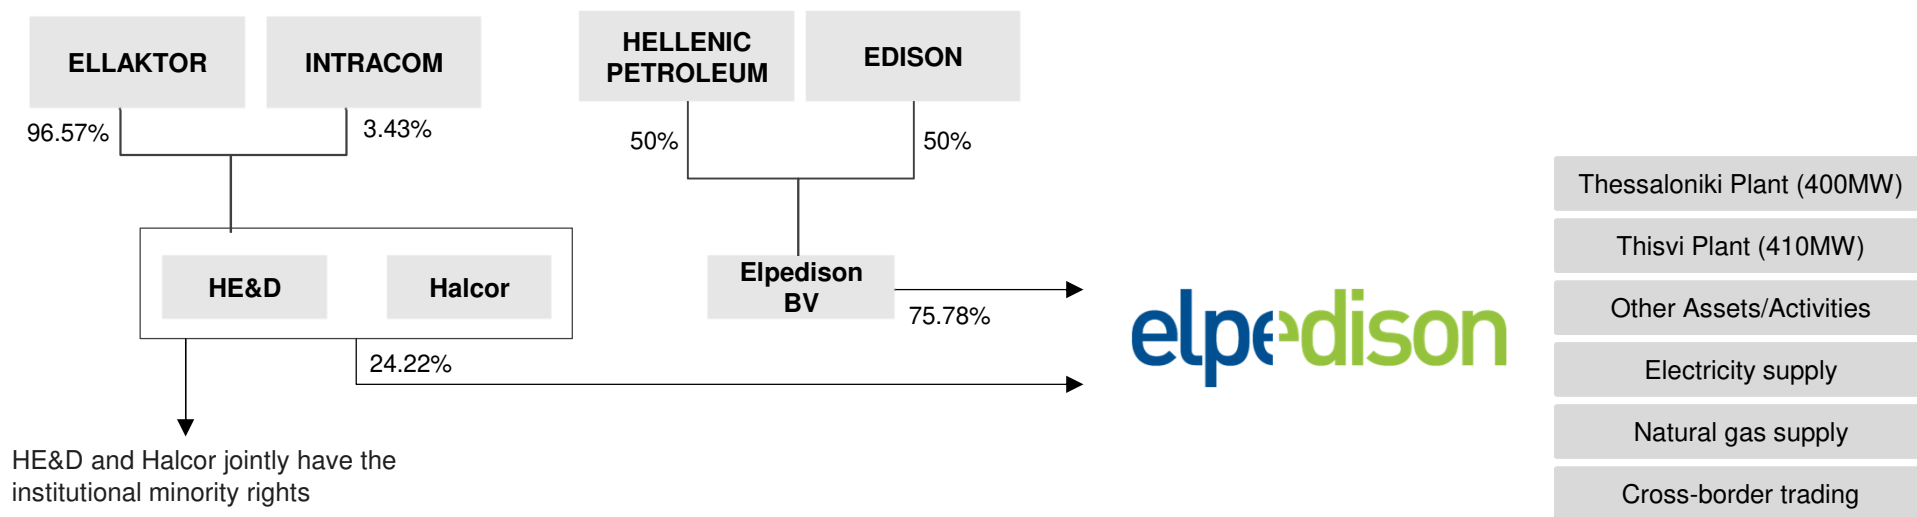 ELLAKTOR
INTRACOM
HELLENIC
PETROLEUM
EDISON
96.57%
3.43%
50%
50%
HE&D
Halcor
Elpedison
BV
75.78%
24.22%
elpedison
HE&D and Halcor jointly have the
institutional minority rights
Thessaloniki Plant (400MW)
Thisvi Plant (410MW)
Other Assets/Activities
Electricity supply
Natural gas supply
Cross-border trading